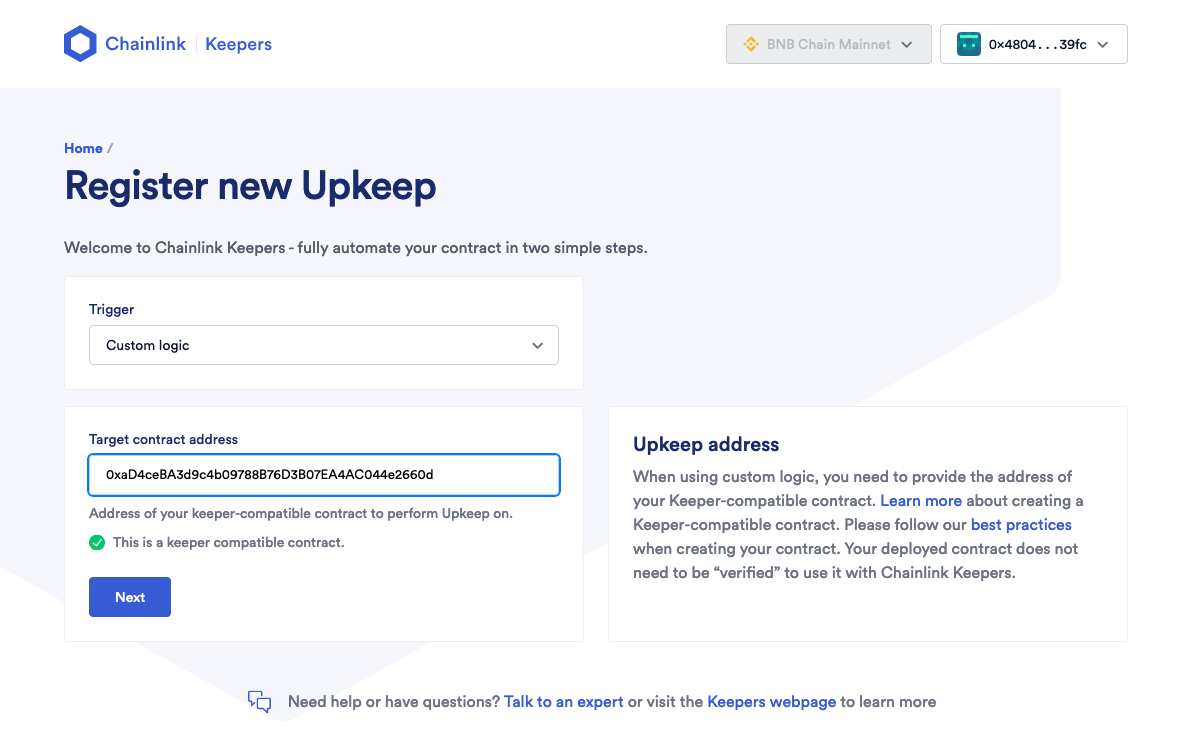 Chainlink Keepers
BNB Chain Mainnet
0x4804...39fc
Home /
Register new Upkeep
Welcome to Chainlink Keepers - fully automate your contract in two simple steps.
Trigger
Custom logic
Target contract address
0xaD4ceBA3d9c4b09788B76D3B07EA4AC044e2660d
Address of your keeper-compatible contract to perform Upkeep on.
This is a keeper compatible contract.
Next
Upkeep address
When using custom logic, you need to provide the address of
your Keeper-compatible contract. Learn more about creating a
Keeper-compatible contract. Please follow our best practices
when creating your contract. Your deployed contract does not
need to be “verified” to use it with Chainlink Keepers.
Need help or have questions? Talk to an expert or visit the Keepers webpage to learn more